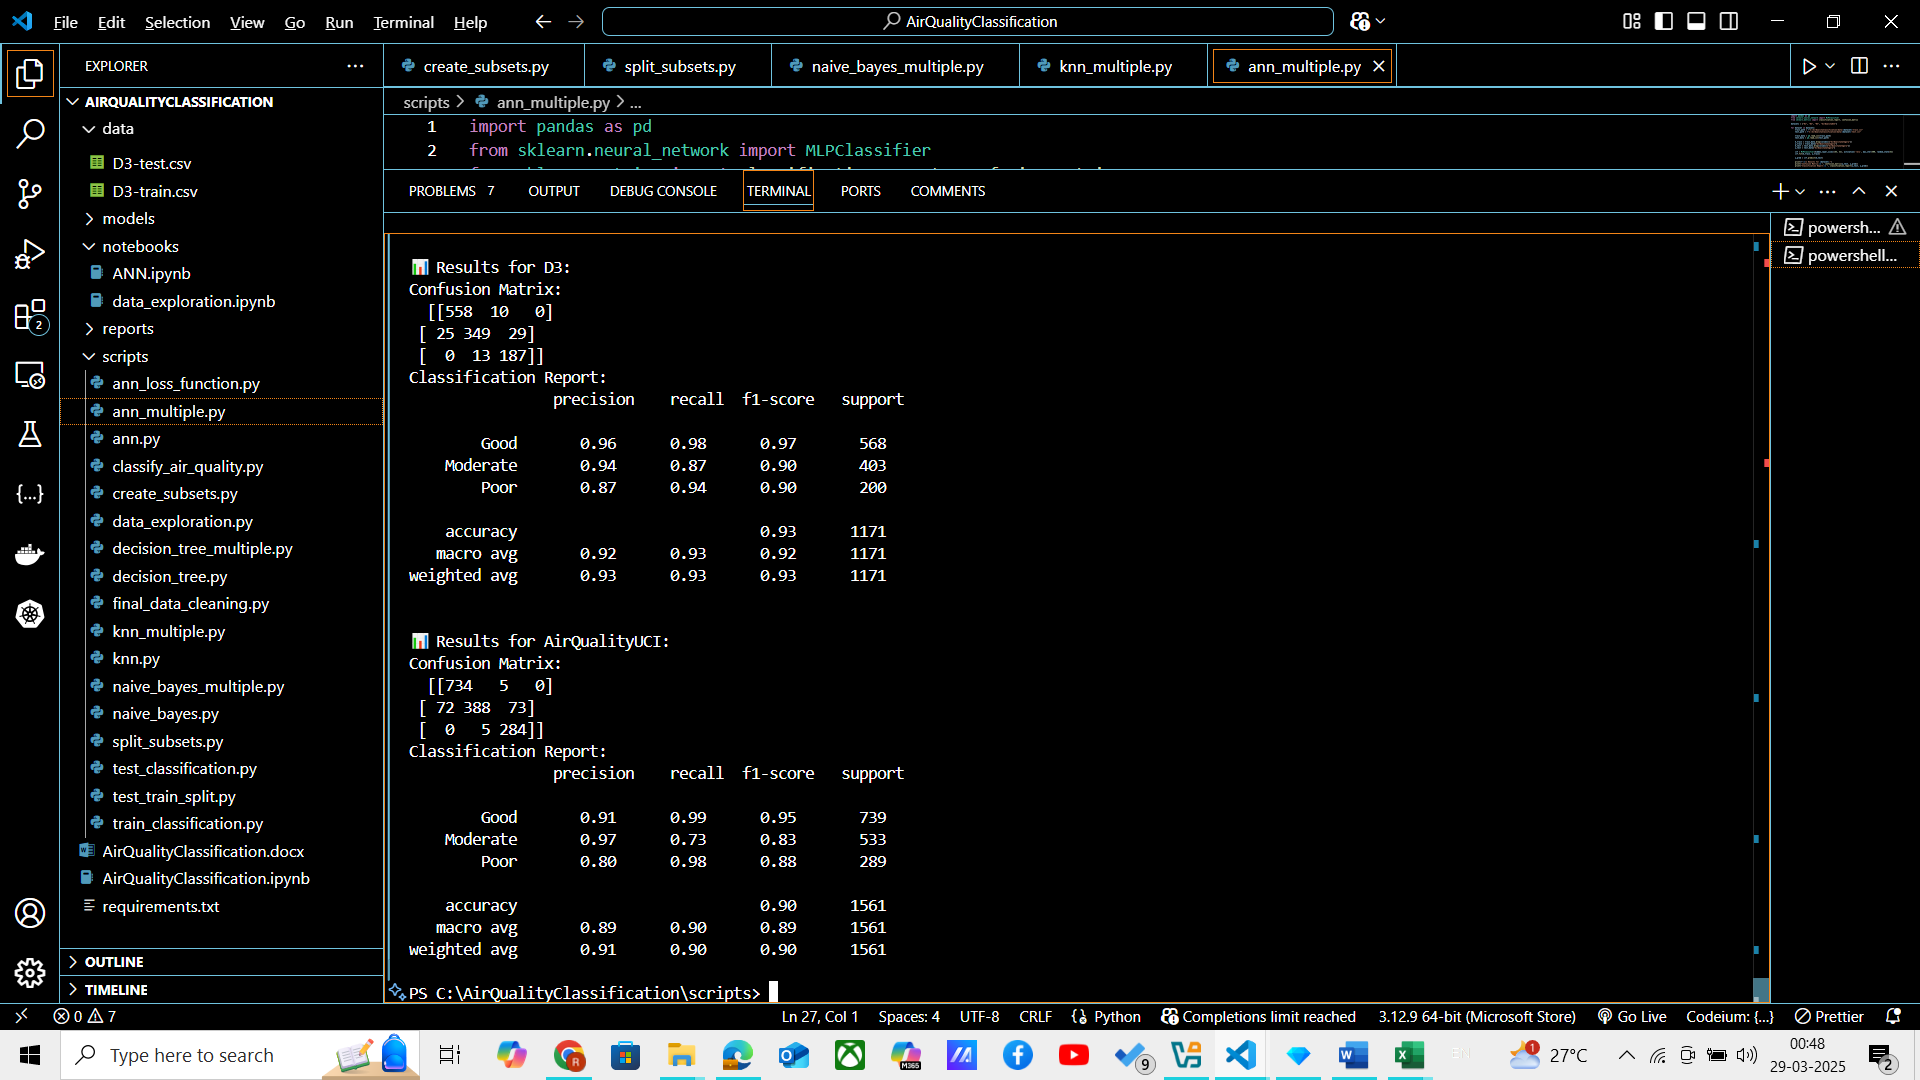 File Edit Selection View Go Run Terminal Help
AirQualityClassification
EXPLORER
AIRQUALITYCLASSIFICATION
data
D3-test.csv
D3-train.csv
models
notebooks
ANN.ipynb
data_exploration.ipynb
reports
scripts
ann_loss_function.py
ann_multiple.py
ann.py
classify_air_quality.py
create_subsets.py
data_exploration.py
decision_tree_multiple.py
decision_tree.py
final_data_cleaning.py
knn_multiple.py
knn.py
naive_bayes_multiple.py
naive_bayes.py
split_subsets.py
test_classification.py
test_train_split.py
train_classification.py
AirQualityClassification.docx
AirQualityClassification.ipynb
requirements.txt
OUTLINE
TIMELINE
2
create_subsets.py split_subsets.py naive_bayes_multiple.py knn_multiple.py ann_multiple.py
scripts > ann_multiple.py > ...
1 import pandas as pd
2 from sklearn.neural_network import MLPClassifier
PROBLEMS 7 OUTPUT DEBUG CONSOLE TERMINAL PORTS COMMENTS
powersh...
powershell...
📊 Results for D3:
Confusion Matrix:
[[558 10 0]
[ 25 349 29]
[ 0 13 187]]
Classification Report:
precision recall f1-score support
Good 0.96 0.98 0.97 568
Moderate 0.94 0.87 0.90 403
Poor 0.87 0.94 0.90 200
accuracy 0.93 1171
macro avg 0.92 0.93 0.92 1171
weighted avg 0.93 0.93 0.93 1171
📊 Results for AirQualityUCI:
Confusion Matrix:
[[734 5 0]
[ 72 388 73]
[ 0 5 284]]
Classification Report:
precision recall f1-score support
Good 0.91 0.99 0.95 739
Moderate 0.97 0.73 0.83 533
Poor 0.80 0.98 0.88 289
accuracy 0.90 1561
macro avg 0.89 0.90 0.89 1561
weighted avg 0.91 0.90 0.90 1561
PS C:\AirQualityClassification\scripts>
0 7 Ln 27, Col 1 Spaces: 4 UTF-8 CRLF Python Completions limit reached 3.12.9 64-bit (Microsoft Store) Go Live Codeium: {...} Prettier
Type here to search
M365
9
1
27°C
00:48
29-03-2025
2